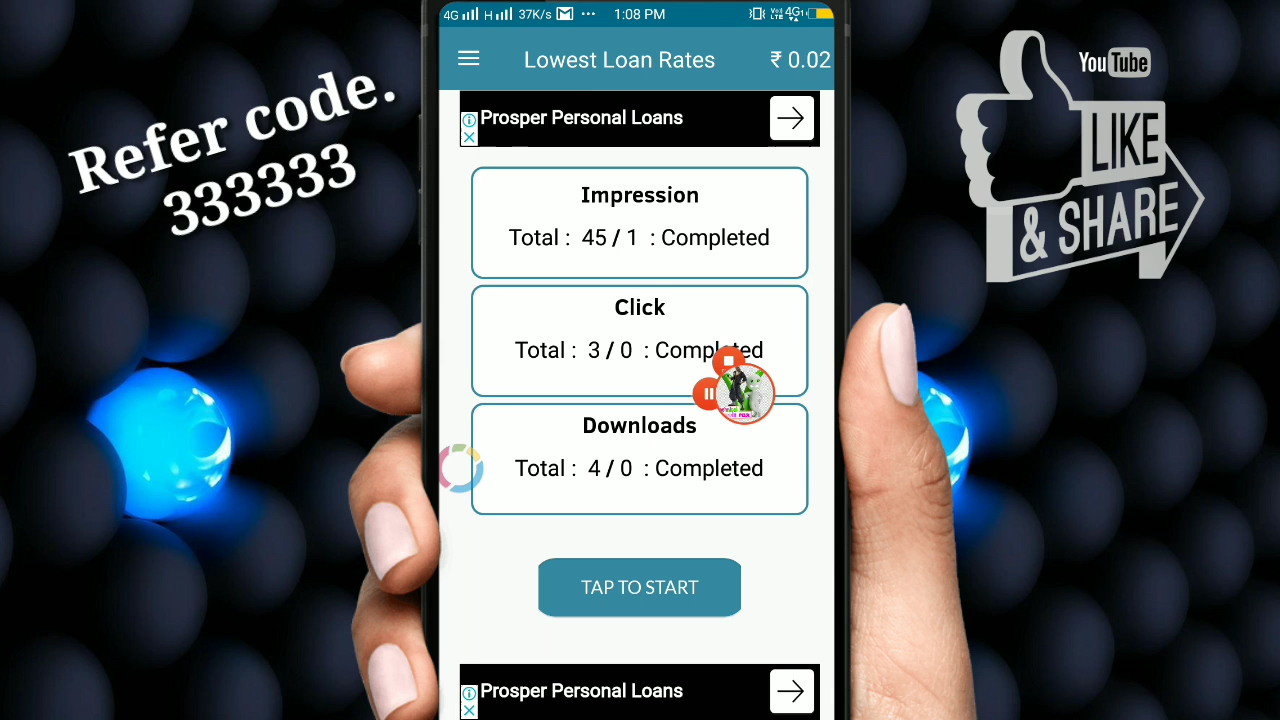 4G H 37K/s ... 1:08 PM 4G
Lowest Loan Rates ₹ 0.02
Prosper Personal Loans
Impression
Total : 45 / 1 : Completed
Click
Total : 3 / 0 : Completed
Downloads
Total : 4 / 0 : Completed
TAP TO START
Prosper Personal Loans
Refer code.
333333
YouTube
LIKE
& SHARE